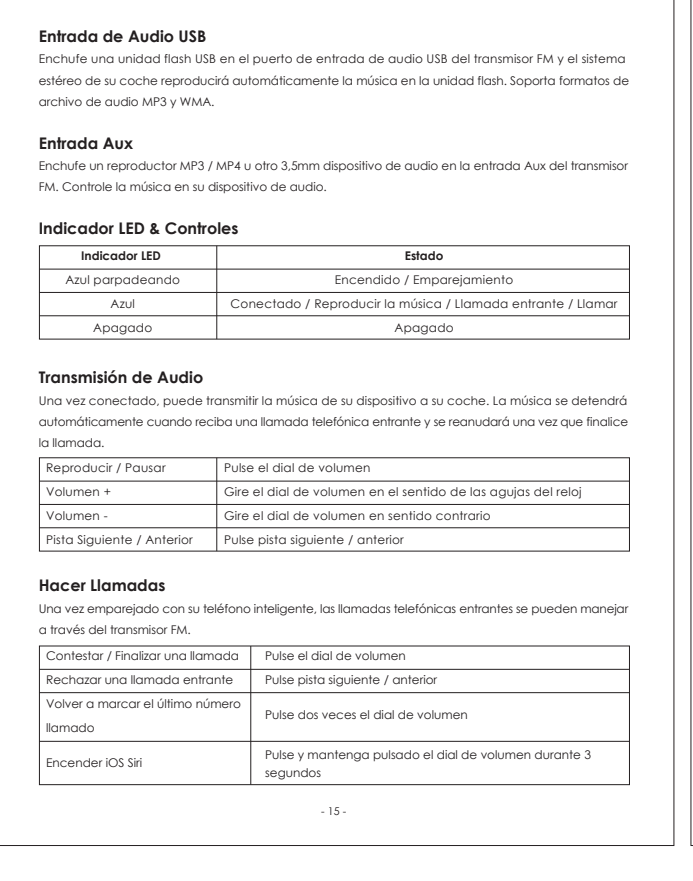 Entrada de Audio USB
Enchufe una unidad flash USB en el puerto de entrada de audio USB del transmisor FM y el sistema
estéreo de su coche reproducirá automáticamente la música en la unidad flash. Soporta formatos de
archivo de audio MP3 y WMA.
Entrada Aux
Enchufe un reproductor MP3 / MP4 u otro 3,5mm dispositivo de audio en la entrada Aux del transmisor
FM. Controle la música en su dispositivo de audio.
Indicador LED & Controles
Indicador LED Estado
Azul parpadeando Encendido / Emparejamiento
Azul Conectado / Reproducir la música / Llamada entrante / Llamar
Apagado Apagado
Transmisión de Audio
Una vez conectado, puede transmitir la música de su dispositivo a su coche. La música se detendrá
automáticamente cuando reciba una llamada telefónica entrante y se reanudará una vez que finalice
la llamada.
Reproducir / Pausar Pulse el dial de volumen
Volumen + Gire el dial de volumen en el sentido de las agujas del reloj
Volumen - Gire el dial de volumen en sentido contrario
Pista Siguiente / Anterior Pulse pista siguiente / anterior
Hacer Llamadas
Una vez emparejado con su teléfono inteligente, las llamadas telefónicas entrantes se pueden manejar
a través del transmisor FM.
Contestar / Finalizar una llamada Pulse el dial de volumen
Rechazar una llamada entrante Pulse pista siguiente / anterior
Volver a marcar el último número
llamado
Pulse dos veces el dial de volumen
Encender iOS Siri
Pulse y mantenga pulsado el dial de volumen durante 3
segundos
- 15 -